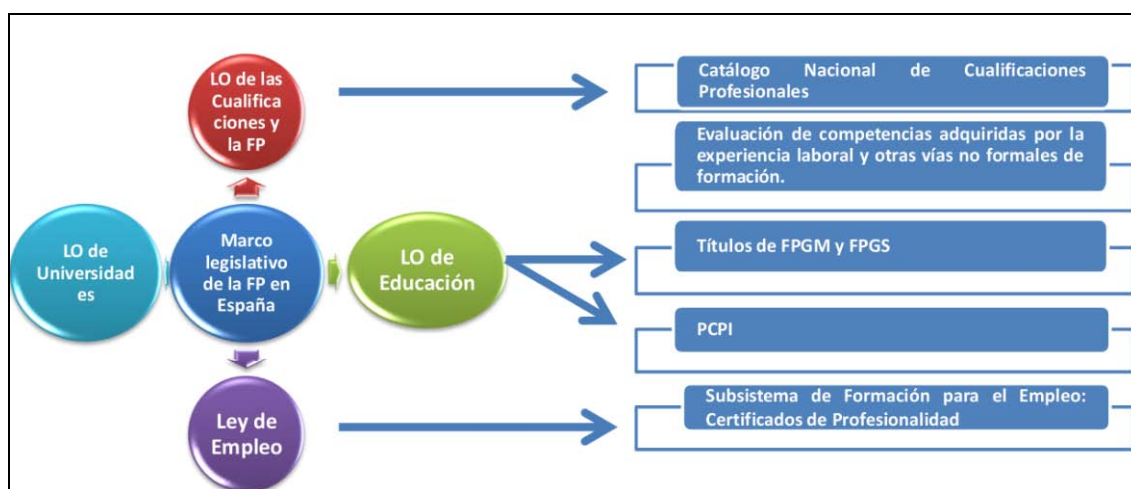 LO de las
Cualifica
ciones y
la FP
LO de
Universidad
es
Marco
legislativo
de la FP en
España
LO de
Educación
Ley de
Empleo
Catálogo Nacional de Cualificaciones
Profesionales
Evaluación de competencias adquiridas por la
experiencia laboral y otras vías no formales de
formación.
Títulos de FPGM y FPGS
PCPI
Subsistema de Formación para el Empleo:
Certificados de Profesionalidad